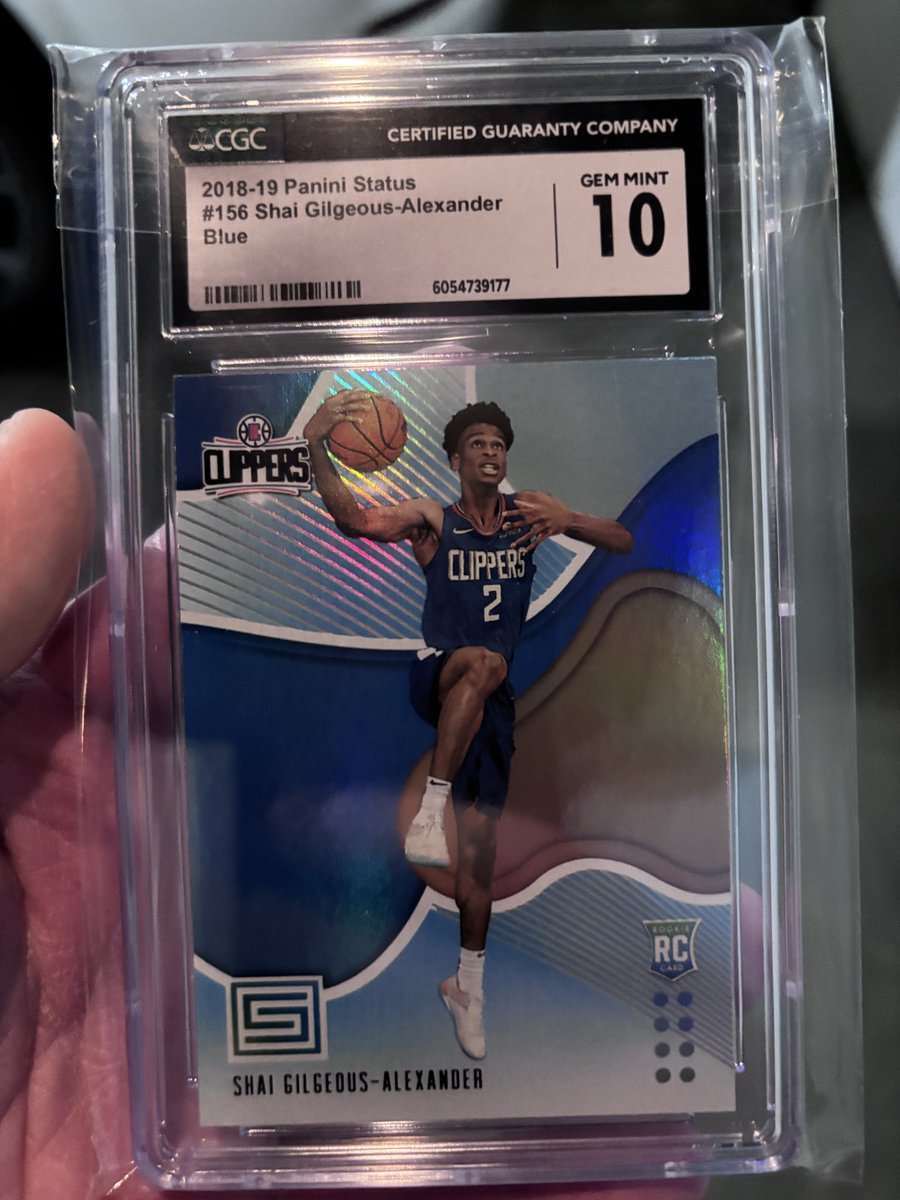 CGC
CERTIFIED GUARANTY COMPANY
2018-19 Panini Status
#156 Shai Gilgeous-Alexander
Blue
GEM MINT
10
6054739177
CLIPPERS
CLIPPERS
2
ROOKIE
RC
CARD
SHAI GILGEOUS-ALEXANDER